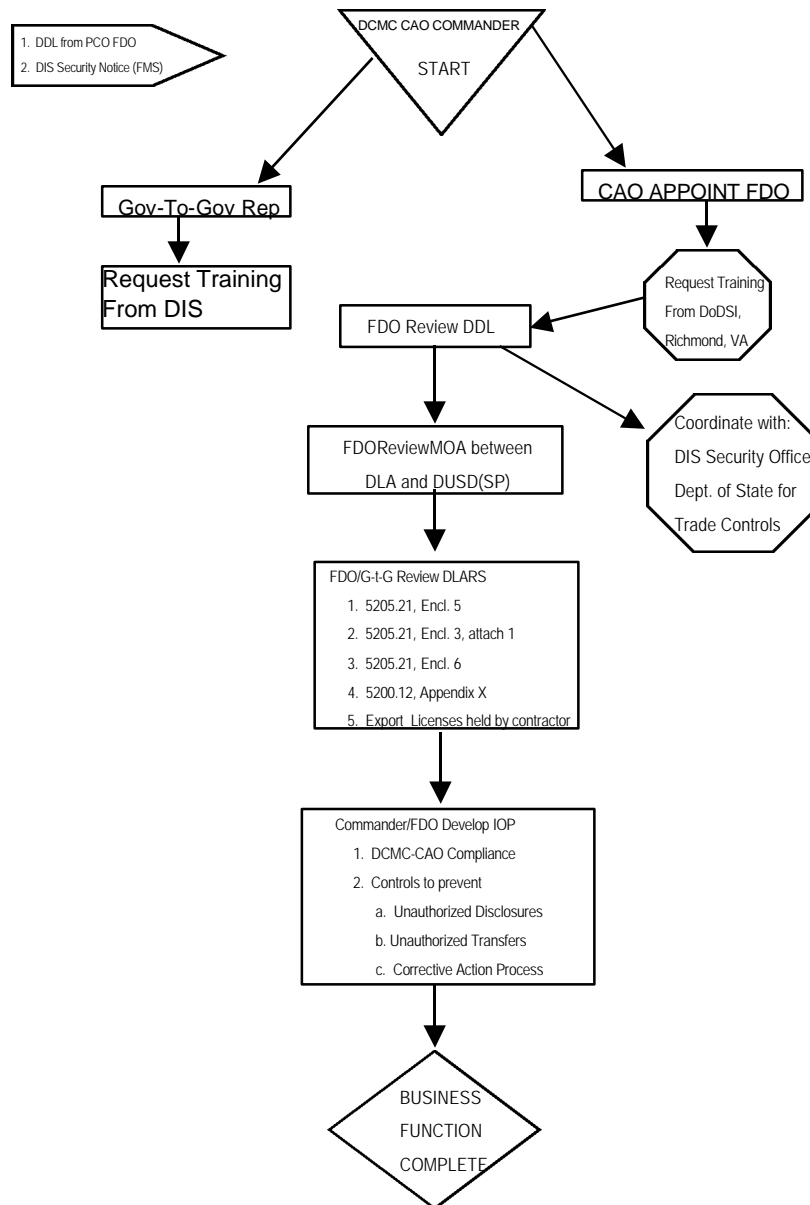 1. DDL from PCO FDO
2. DIS Security Notice (FMS)
DCMC CAO COMMANDER
START
Gov-To-Gov Rep
CAO APPOINT FDO
Request Training
From DIS
Request Training
From DoDSI,
Richmond, VA
FDO Review DDL
Coordinate with:
DIS Security Office
Dept. of State for
Trade Controls
FDOReviewMOA between
DLA and DUSD(SP)
FDO/G-t-G Review DLARS
1. 5205.21, Encl. 5
2. 5205.21, Encl. 3, attach 1
3. 5205.21, Encl. 6
4. 5200.12, Appendix X
5. Export Licenses held by contractor
Commander/FDO Develop IOP
1. DCMC-CAO Compliance
2. Controls to prevent
a. Unauthorized Disclosures
b. Unauthorized Transfers
c. Corrective Action Process
BUSINESS
FUNCTION
COMPLETE